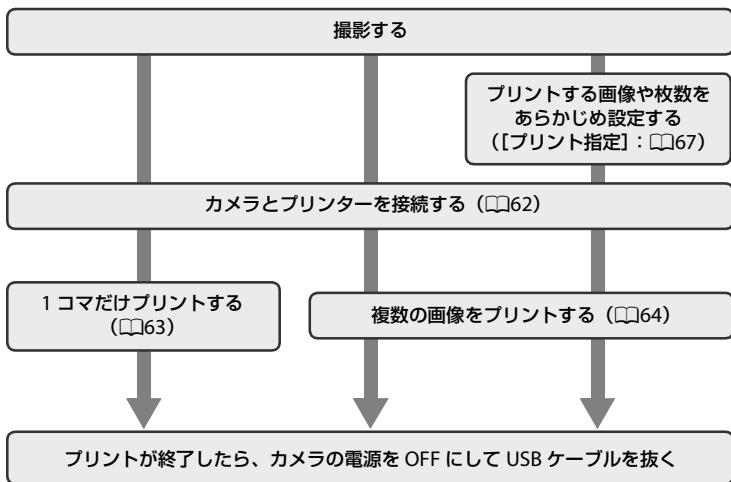 撮影する
プリントする画像や枚数を
あらかじめ設定する
（［プリント指定］：📖67）
カメラとプリンターを接続する（📖62）
1 コマだけプリントする
（📖63）
複数の画像をプリントする（📖64）
プリントが終了したら、カメラの電源を OFF にして USB ケーブルを抜く